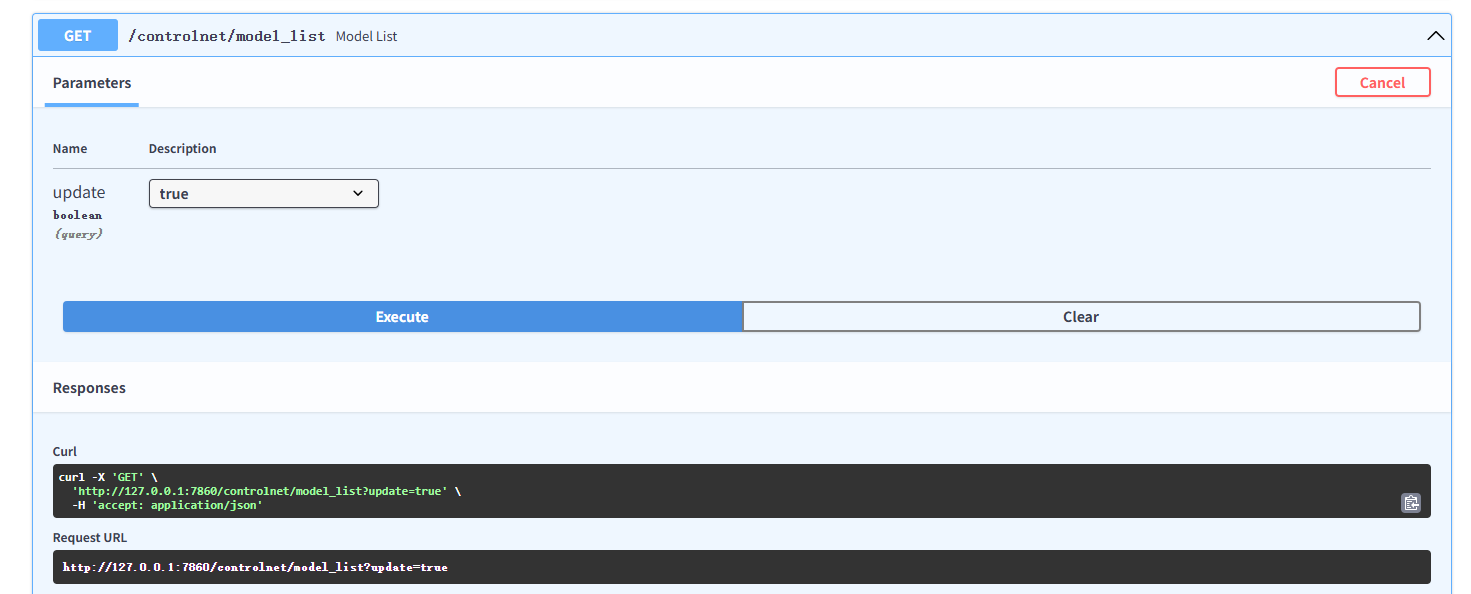 GET /controlnet/model_list Model List
Parameters Cancel
Name Description
update true
boolean
(query)
Execute Clear
Responses
Curl
curl -X 'GET' \
'http://127.0.0.1:7860/controlnet/model_list?update=true' \
-H 'accept: application/json'
Request URL
http://127.0.0.1:7860/controlnet/model_list?update=true